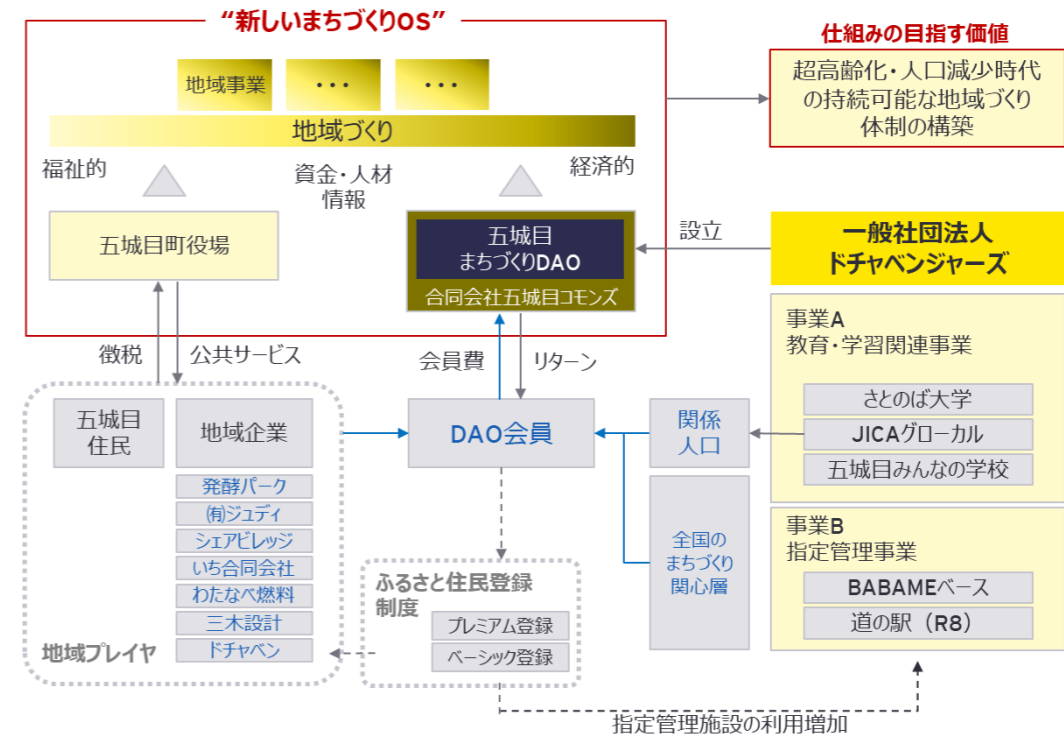 “新しいまちづくりOS”
地域事業
・・・
・・・
地域づくり
福祉的
資金・人材
情報
経済的
五城目町役場
五城目
まちづくりDAO
合同会社五城目コモンズ
仕組みの目指す価値
超高齢化・人口減少時代
の持続可能な地域づくり
体制の構築
設立
一般社団法人
ドチャベンジャーズ
徴税
公共サービス
会員費
リターン
五城目
住民
地域企業
発酵パーク
㈲ジュディ
シェアビレッジ
いち合同会社
わたなべ燃料
三木設計
ドチャベン
地域プレイヤ
DAO会員
関係
人口
全国の
まちづくり
関心層
事業A
教育・学習関連事業
さとのば大学
JICAグローカル
五城目みんなの学校
事業B
指定管理事業
BABAMEベース
道の駅（R8）
ふるさと住民登録
制度
プレミアム登録
ベーシック登録
指定管理施設の利用増加